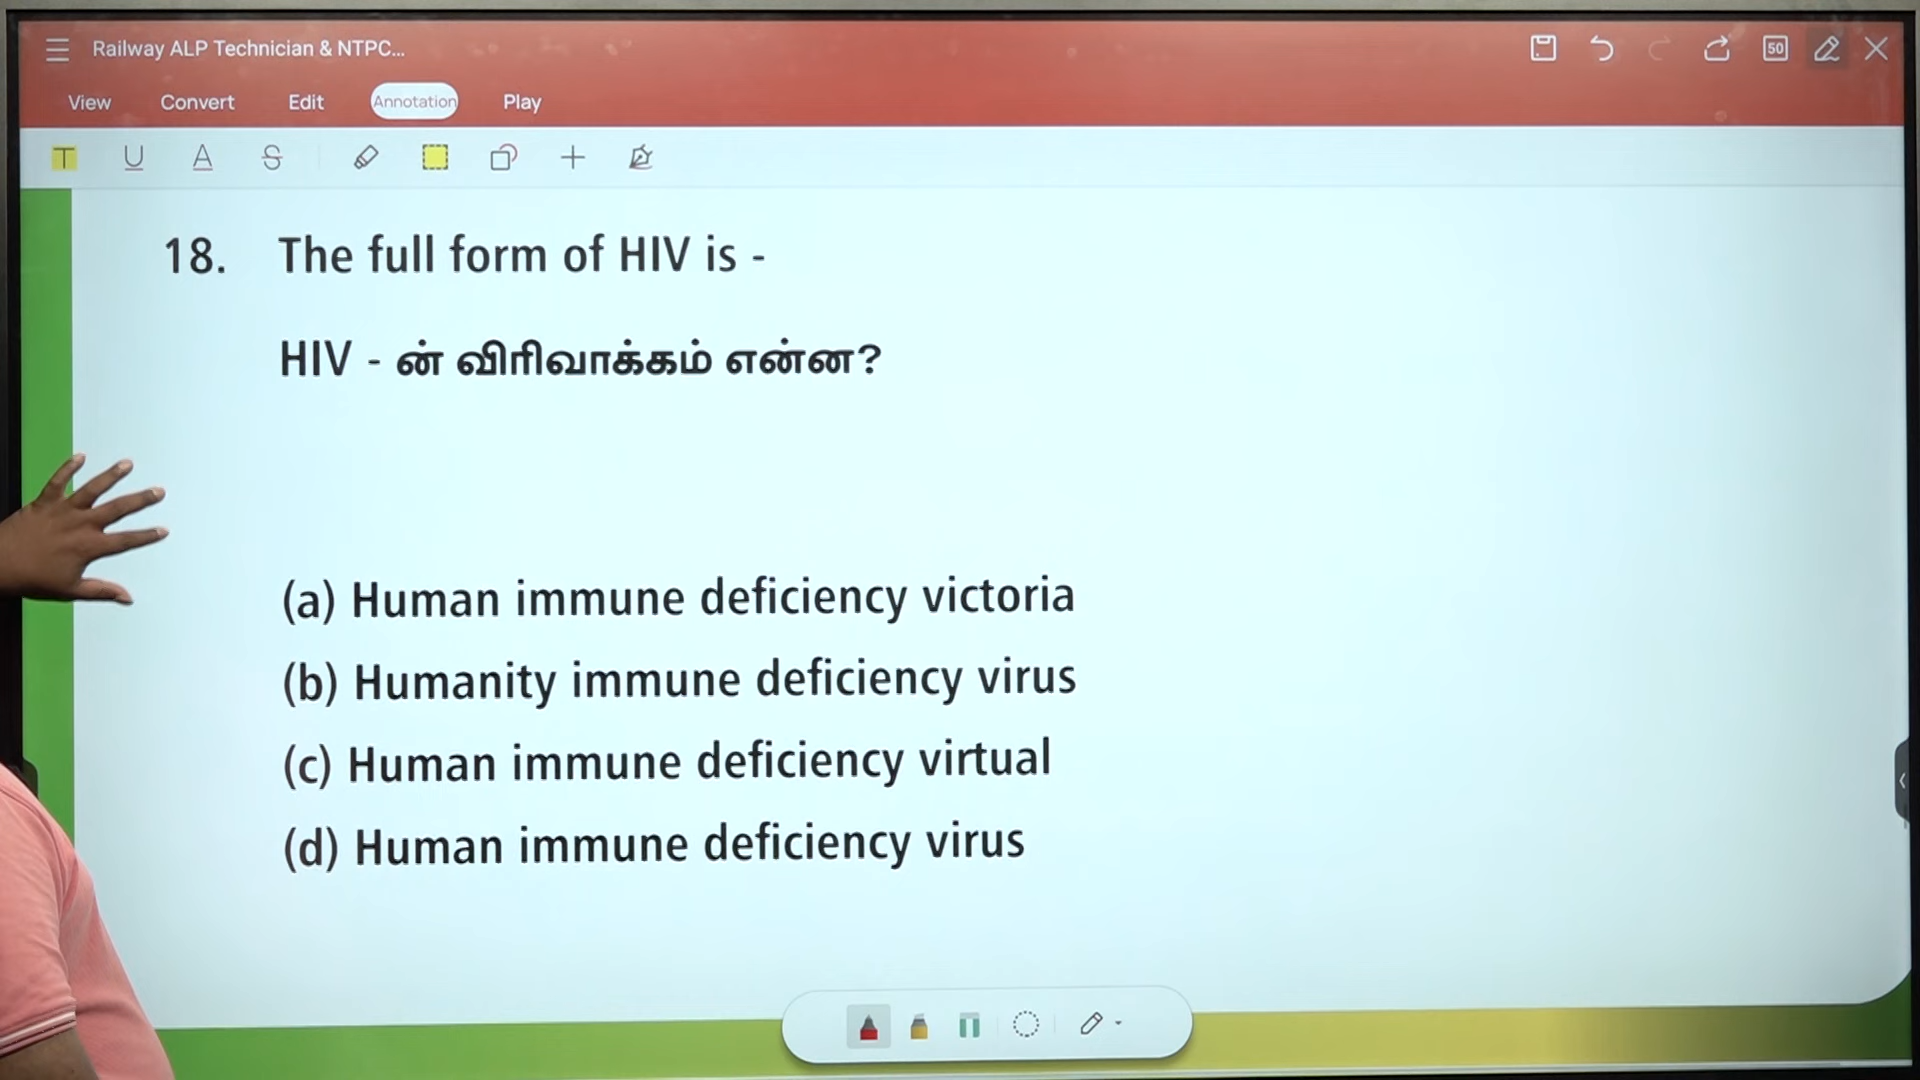 Railway ALP Technician & NTPC...
50
View Convert Edit Annotation Play
T U A S
18. The full form of HIV is -
HIV - ன் விரிவாக்கம் என்ன?
(a) Human immune deficiency victoria
(b) Humanity immune deficiency virus
(c) Human immune deficiency virtual
(d) Human immune deficiency virus